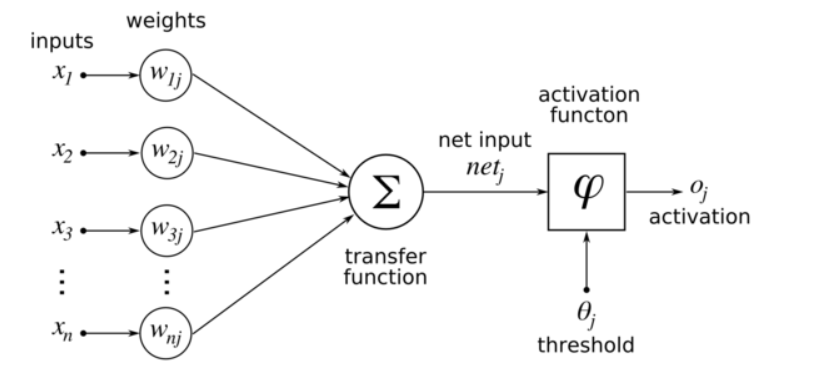 weights
inputs
x1
w1j
x2
w2j
x3
w3j
⋮ ⋮
xn
wnj
Σ
transfer
function
net input
netj
activation
functon
φ
oj
activation
θj
threshold